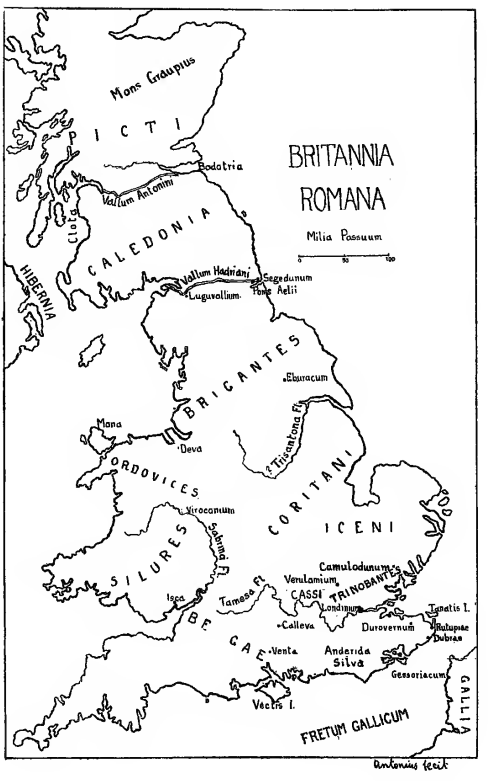 Mons Graupius
PICTI
Bodotria
BRITANNIA
ROMANA
Vallum Antonini
Clota
Milia Passuum
0 50 100
CALEDONIA
HIBERNIA
Vallum Hadriani
Segedunum
Pons Aelii
Luguvallium.
BRIGANTES
Eburacum
Mona
? Trisantona Fl.
Deva
ORDOVICES
CORITANI
Viroconium
ICENI
Sabrina Fl.
SILURES
Camulodunum
Verulamium
TRINOBANTES
CASSI
Isca
Tamesa Fl.
Londinium
Tanatis I.
BELGAE
Calleva
Durovernum
Rutupiae
Dubrae
Venta
Anderida
Silva
Gessoriacum
Vectis I.
GALLIA
FRETUM GALLICUM
Antonius fecit